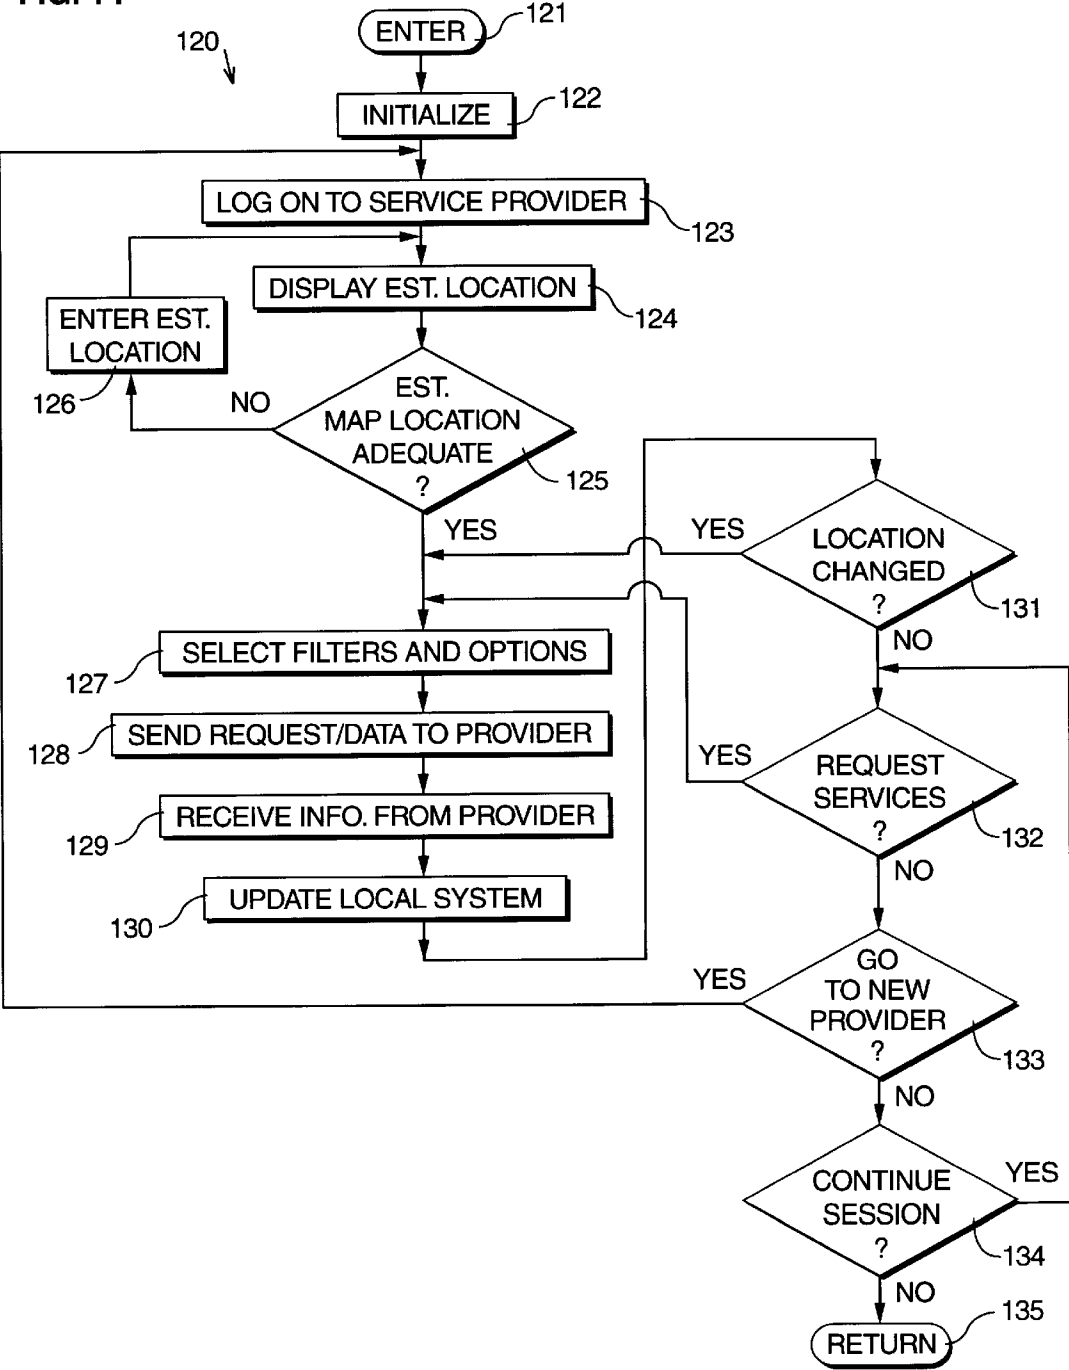 ENTER
121
120
INITIALIZE
122
LOG ON TO SERVICE PROVIDER
123
DISPLAY EST. LOCATION
124
ENTER EST.
LOCATION
126
NO
EST.
MAP LOCATION
ADEQUATE
?
125
YES
YES
LOCATION
CHANGED
?
131
NO
SELECT FILTERS AND OPTIONS
127
SEND REQUEST/DATA TO PROVIDER
128
YES
REQUEST
SERVICES
?
132
NO
RECEIVE INFO. FROM PROVIDER
129
UPDATE LOCAL SYSTEM
130
YES
GO
TO NEW
PROVIDER
?
133
NO
CONTINUE
SESSION
?
YES
134
NO
RETURN
135